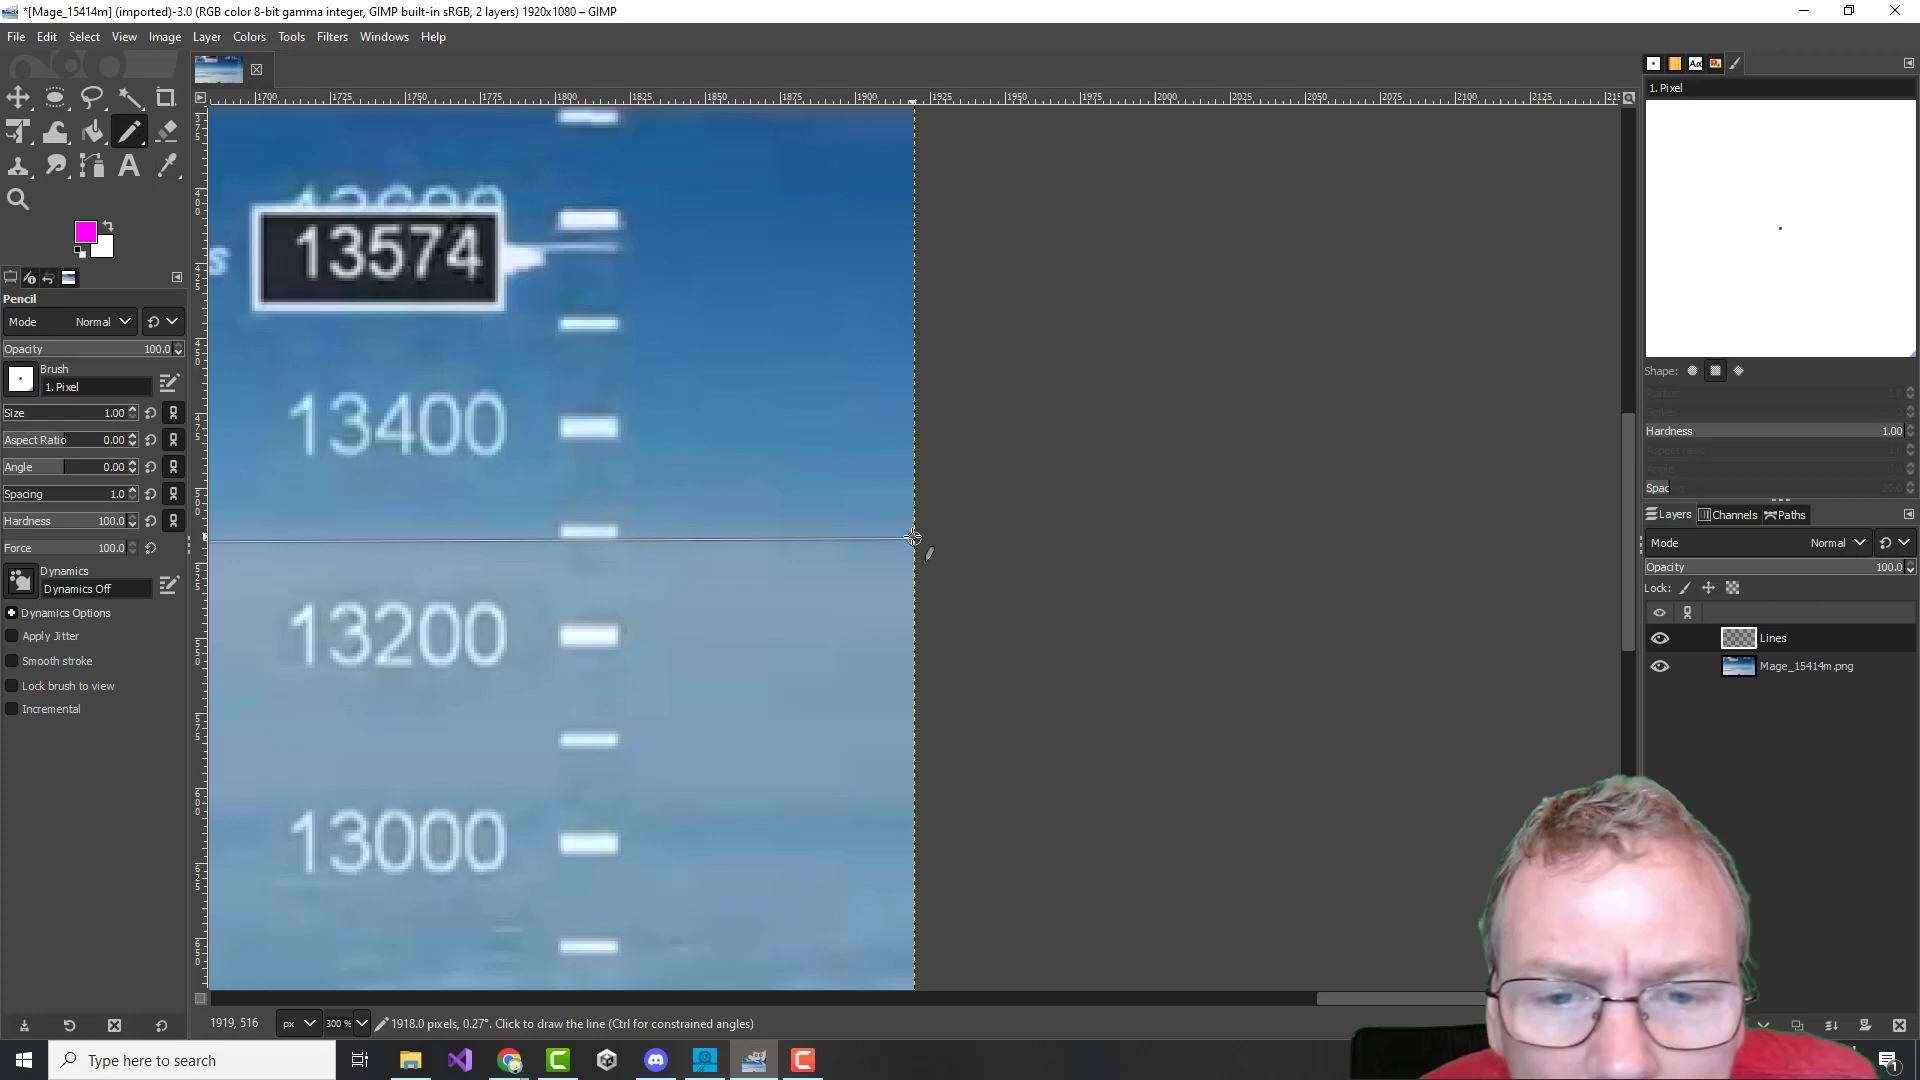 *[Mage_15414m] (imported)-3.0 (RGB color 8-bit gamma integer, GIMP built-in sRGB, 2 layers) 1920x1080 – GIMP
File Edit Select View Image Layer Colors Tools Filters Windows Help
1700 1725 1750 1775 1800 1825 1850 1875 1900 1925 1950 1975 2000 2025 2050 2075 2100 2125
1. Pixel
s
13574
13400
13200
13000
Pencil
Mode Normal
Opacity 100.0
Brush
1. Pixel
Size 1.00
Aspect Ratio 0.00
Angle 0.00
Spacing 1.0
Hardness 100.0
Force 100.0
Dynamics
Dynamics Off
Dynamics Options
Apply Jitter
Smooth stroke
Lock brush to view
Incremental
Shape:
Hardness 1.00
Spac
Layers Channels Paths
Mode Normal
Opacity 100.0
Lock:
Lines
Mage_15414m.png
1919, 516 px 300 % 1918.0 pixels, 0.27°. Click to draw the line (Ctrl for constrained angles)
Type here to search
1